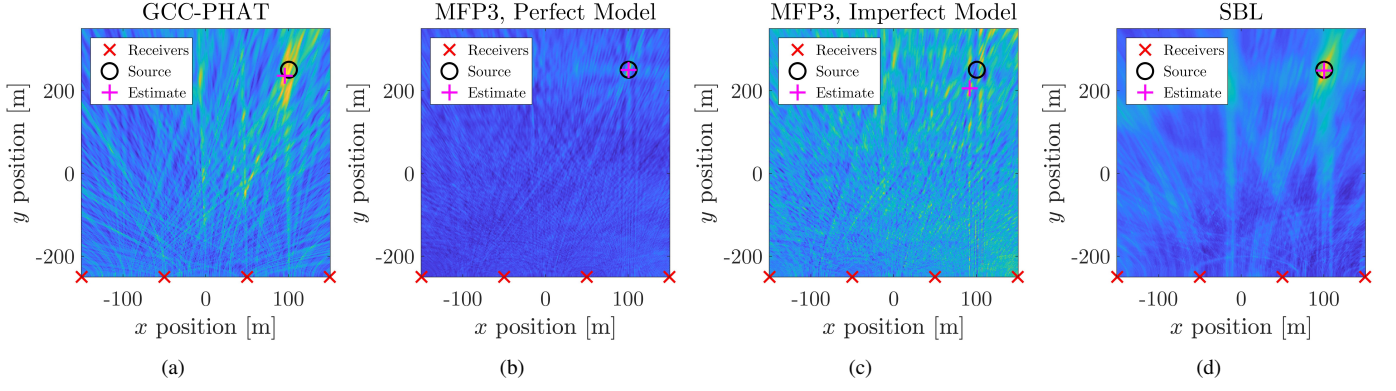 GCC-PHAT
Receivers
Source
Estimate
200
0
-200
-100 0 100
y position [m]
x position [m]
(a)
MFP3, Perfect Model
Receivers
Source
Estimate
200
0
-200
-100 0 100
y position [m]
x position [m]
(b)
MFP3, Imperfect Model
Receivers
Source
Estimate
200
0
-200
-100 0 100
y position [m]
x position [m]
(c)
SBL
Receivers
Source
Estimate
200
0
-200
-100 0 100
y position [m]
x position [m]
(d)